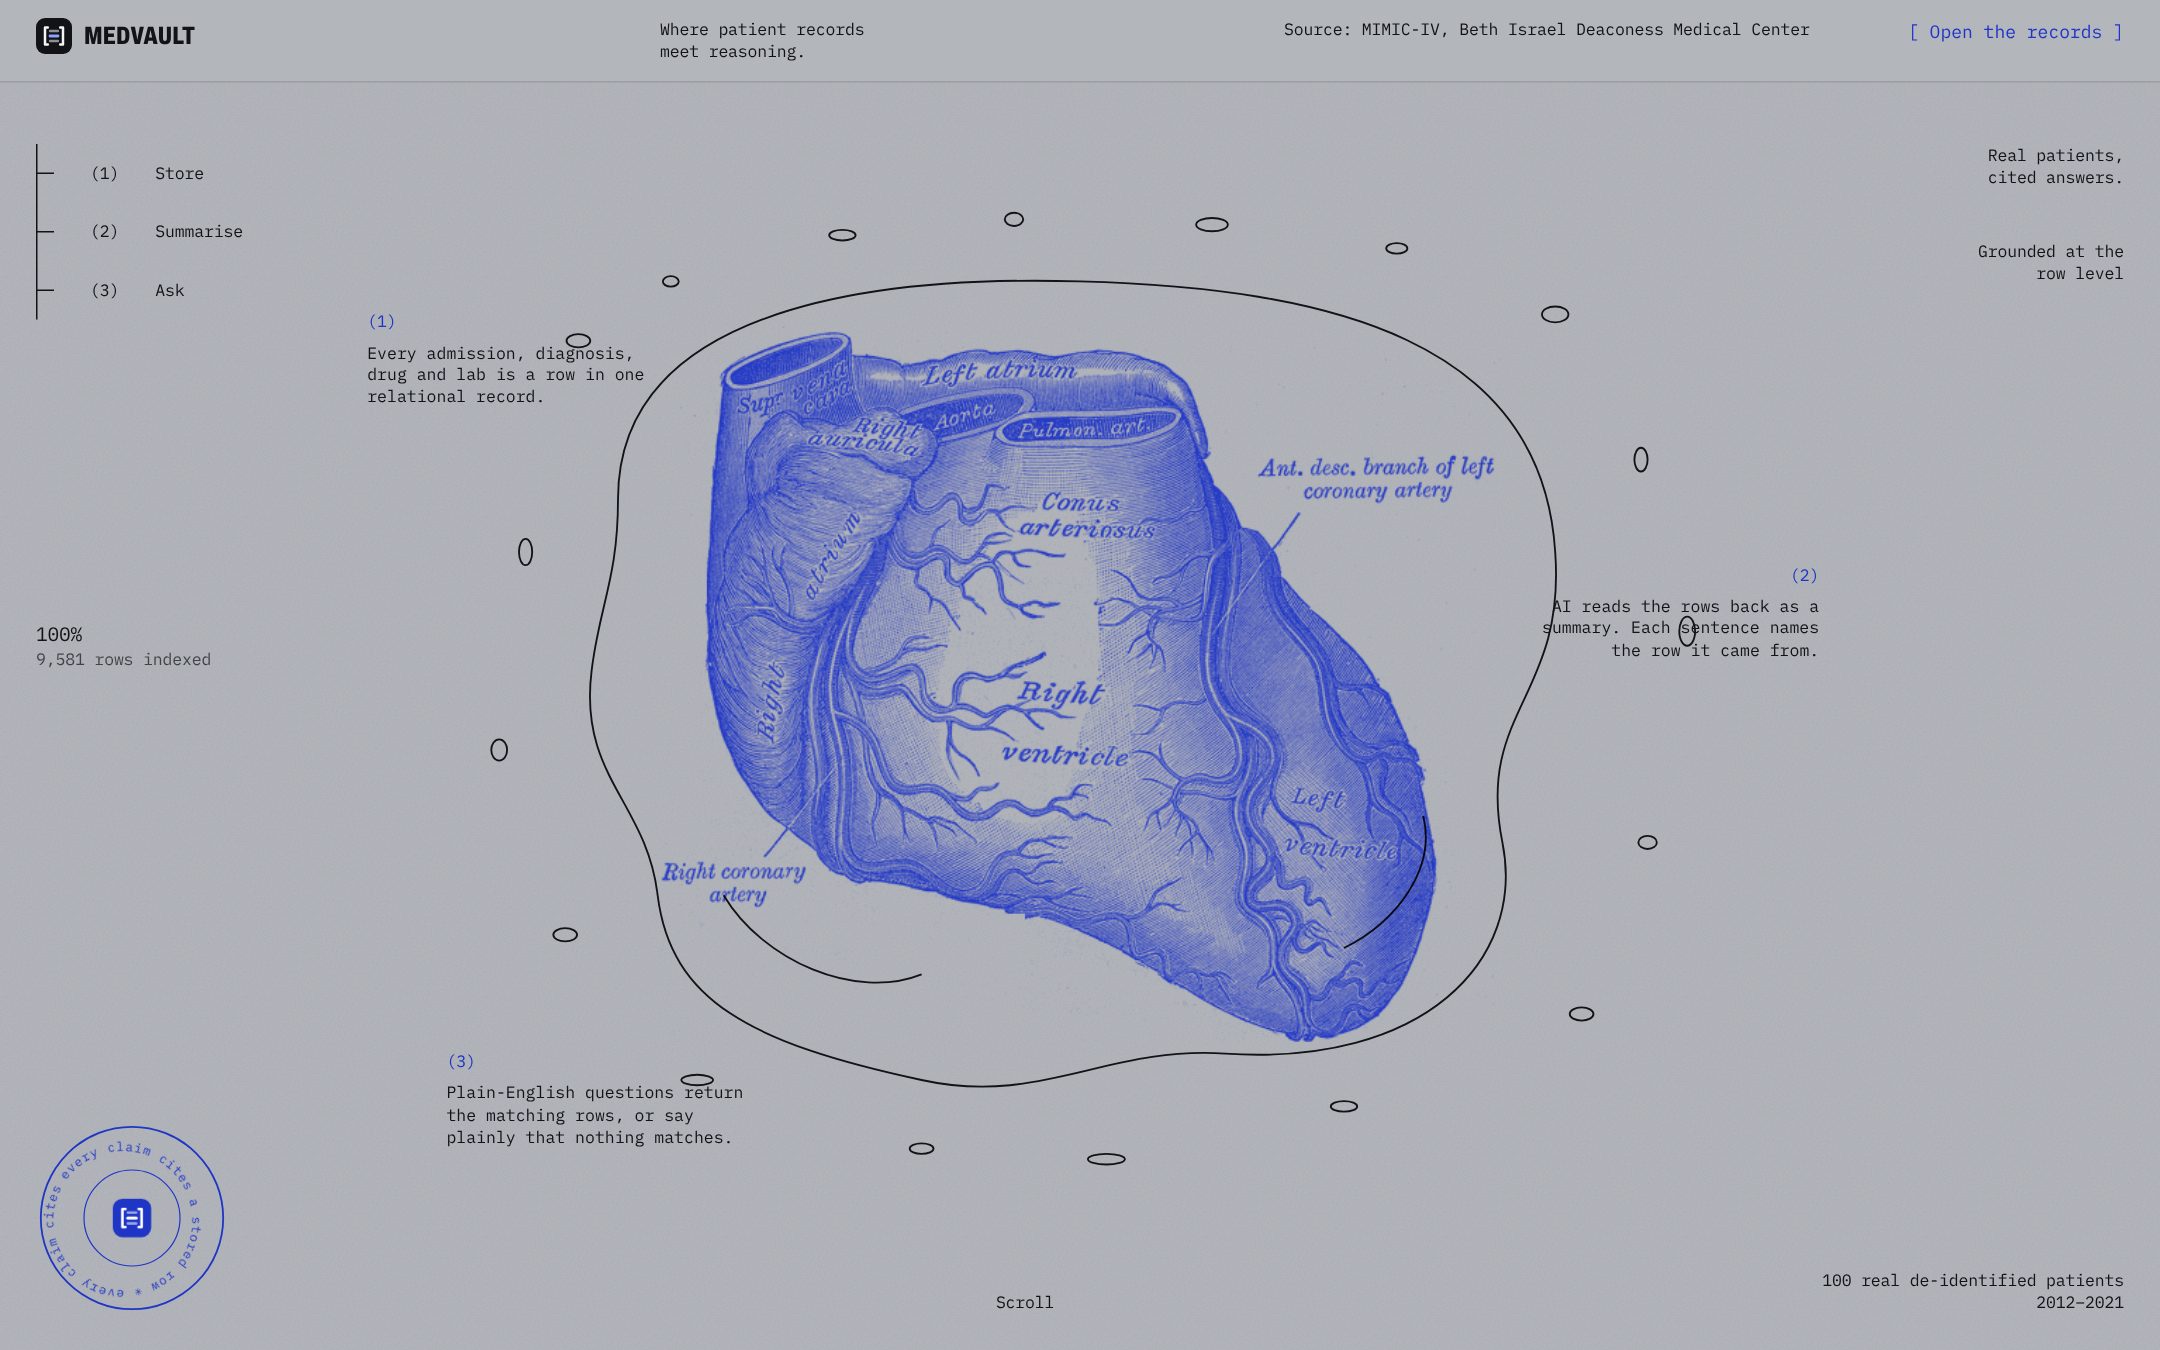 MEDVAULT
Where patient records
meet reasoning.
Source: MIMIC-IV, Beth Israel Deaconess Medical Center
[ Open the records ]
(1) Store
(2) Summarise
(3) Ask
Real patients,
cited answers.
Grounded at the
row level
(1)
Every admission, diagnosis,
drug and lab is a row in one
relational record.
Supr vena
cava
Left atrium
Aorta
Right
auricula
Pulmon. art.
Ant. desc. branch of left
coronary artery
Conus
arteriosus
Right atrium
Right
ventricle
Left
ventricle
Right coronary
artery
(2)
AI reads the rows back as a
summary. Each sentence names
the row it came from.
100%
9,581 rows indexed
(3)
Plain-English questions return
the matching rows, or say
plainly that nothing matches.
every claim cites a stored row * every claim cites
Scroll
100 real de-identified patients
2012–2021